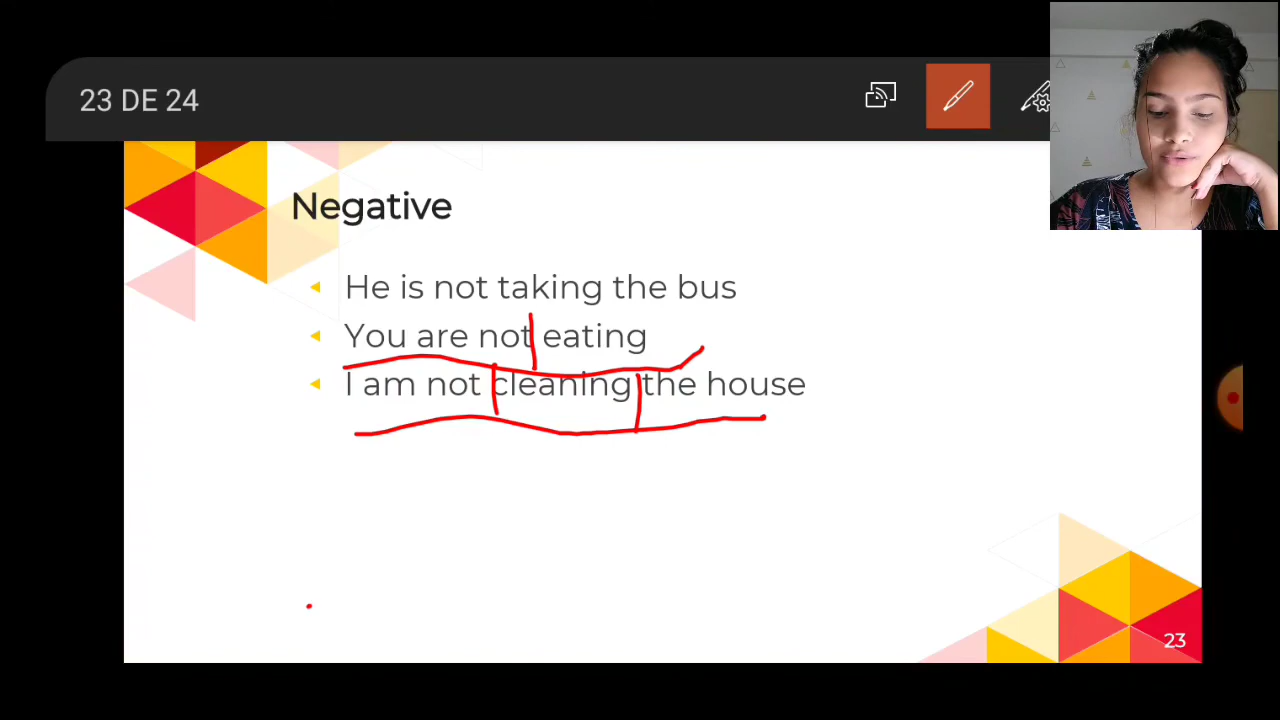 23 DE 24
Negative
He is not taking the bus
You are not eating
I am not cleaning the house
23